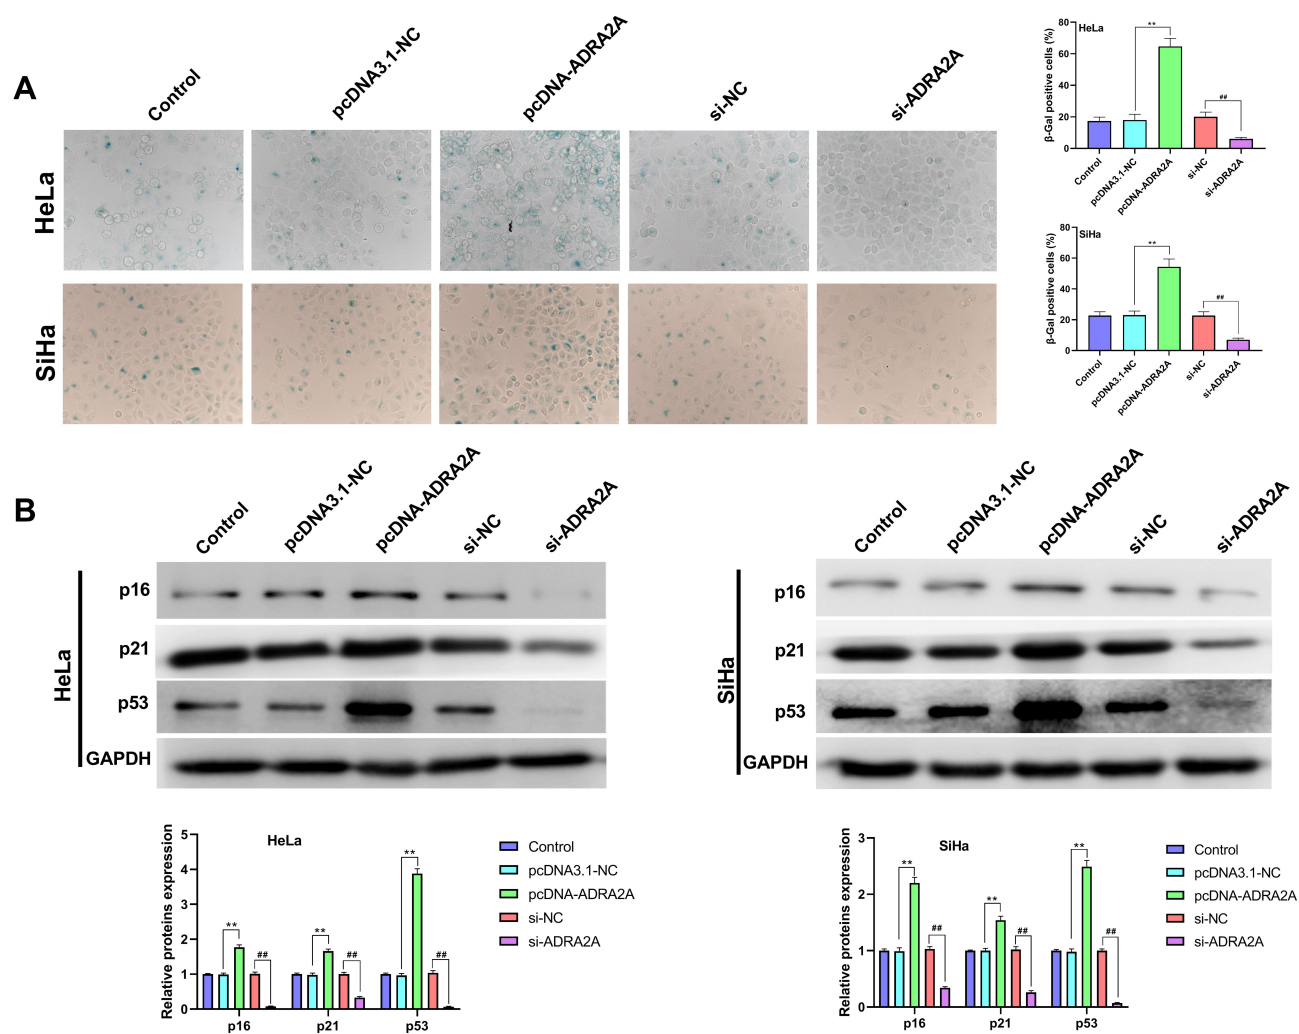 A
Control
pcDNA3.1-NC
pcDNA-ADRA2A
si-NC
si-ADRA2A
HeLa
SiHa
HeLa
β-Gal positive cells (%)
80
60
40
20
0
**
##
Control
pcDNA3.1-NC
pcDNA-ADRA2A
si-NC
si-ADRA2A
SiHa
β-Gal positive cells (%)
80
60
40
20
0
**
##
Control
pcDNA3.1-NC
pcDNA-ADRA2A
si-NC
si-ADRA2A
B
Control
pcDNA3.1-NC
pcDNA-ADRA2A
si-NC
si-ADRA2A
HeLa
p16
p21
p53
GAPDH
Control
pcDNA3.1-NC
pcDNA-ADRA2A
si-NC
si-ADRA2A
SiHa
p16
p21
p53
GAPDH
HeLa
Relative proteins expression
5
4
3
2
1
0
**
##
**
##
**
##
p16
p21
p53
Control
pcDNA3.1-NC
pcDNA-ADRA2A
si-NC
si-ADRA2A
SiHa
Relative proteins expression
3
2
1
0
**
##
**
##
**
##
p16
p21
p53
Control
pcDNA3.1-NC
pcDNA-ADRA2A
si-NC
si-ADRA2A